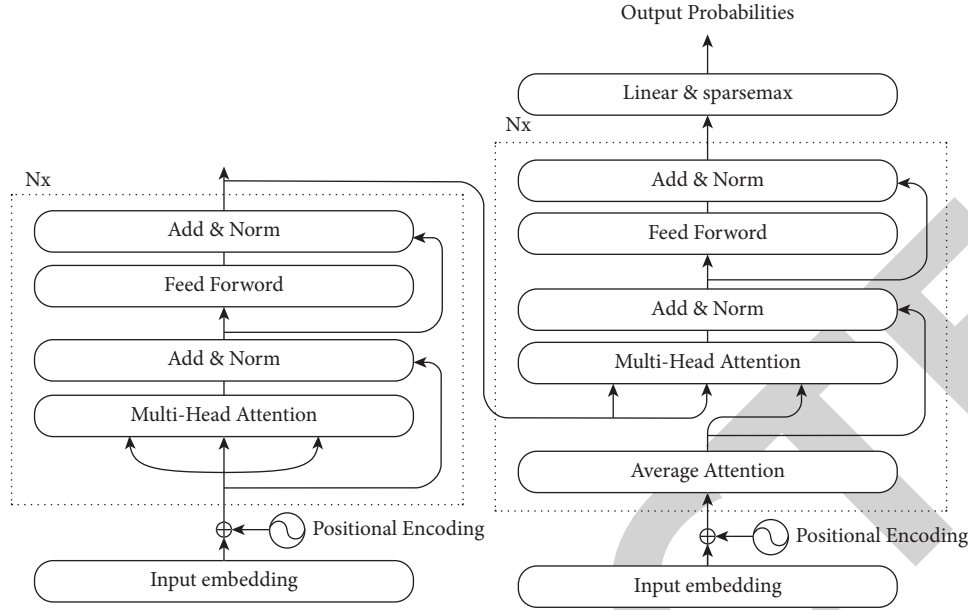 Output Probabilities
Linear & sparsemax
Nx
Add & Norm
Feed Forword
Add & Norm
Multi-Head Attention
Average Attention
Positional Encoding
Input embedding
Nx
Add & Norm
Feed Forword
Add & Norm
Multi-Head Attention
Positional Encoding
Input embedding